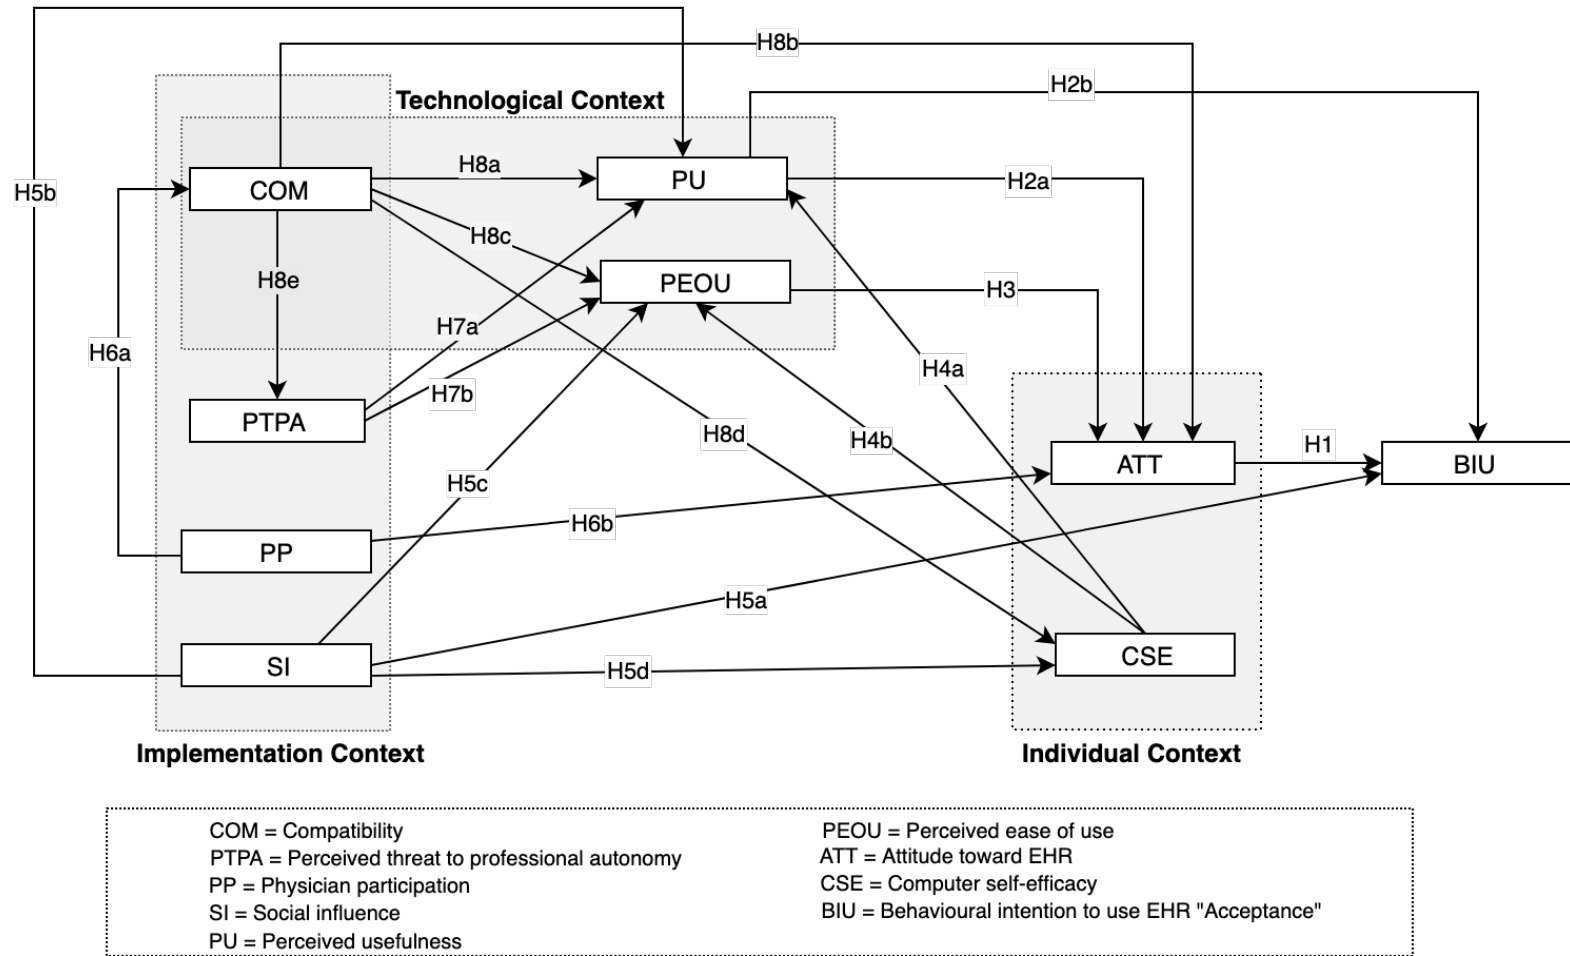 H8b
H2b
Technological Context
H8a
H5b
COM
PU
H2a
H8c
H8e
PEOU
H3
H7a
H6a
H4a
H7b
PTPA
H8d
H4b
H1
ATT
BIU
H5c
H6b
PP
H5a
SI
H5d
CSE
Implementation Context
Individual Context
COM = Compatibility
PTPA = Perceived threat to professional autonomy
PP = Physician participation
SI = Social influence
PU = Perceived usefulness
PEOU = Perceived ease of use
ATT = Attitude toward EHR
CSE = Computer self-efficacy
BIU = Behavioural intention to use EHR "Acceptance"